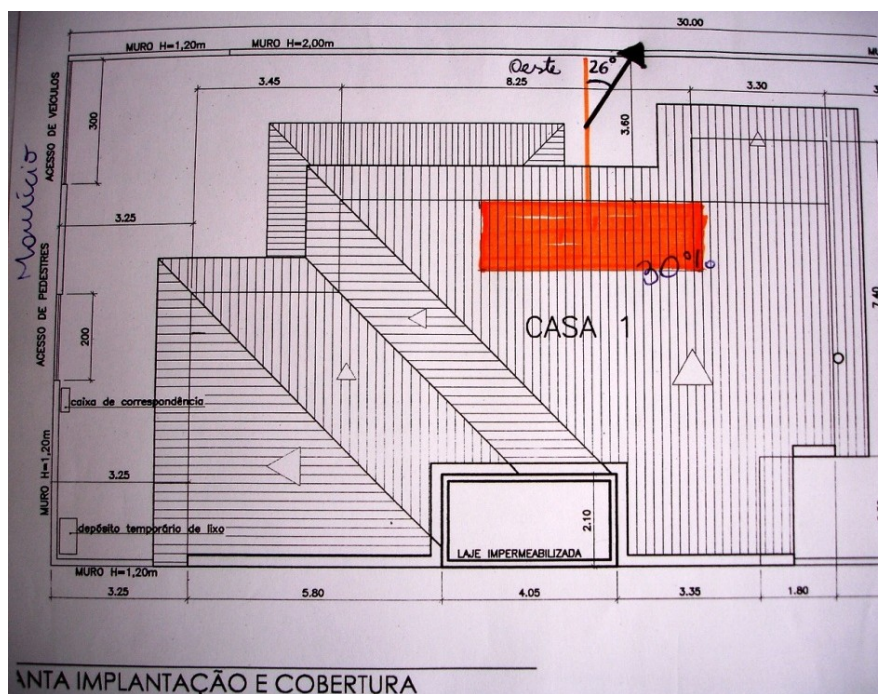 30.00
MURO H=1,20m
MURO H=2,00m
Oeste
26°
3.45
8.25
3.30
ACESSO DE VEÍCULOS
300
3.60
Maurício
3.25
30%
ACESSO DE PEDESTRES
200
CASA 1
7.40
caixa de correspondência
MURO H=1,20m
3.25
depósito temporário de lixo
2.10
LAJE IMPERMEABILIZADA
MURO H=1,20m
3.25
5.80
4.05
3.35
1.80
ANTA IMPLANTAÇÃO E COBERTURA